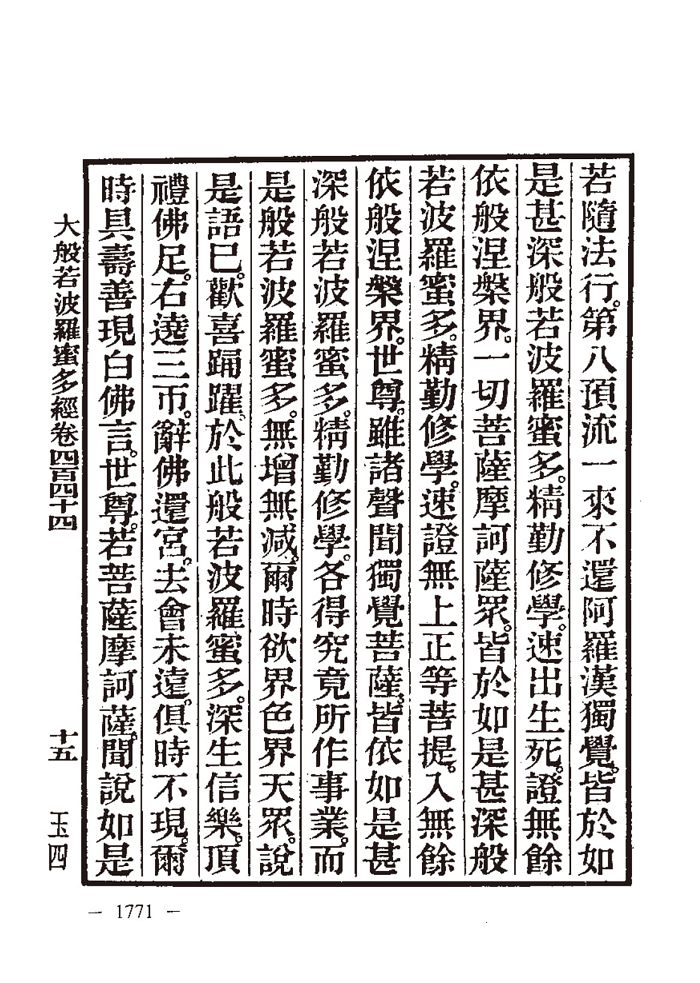 若隨法行。第八預流一來不還阿羅漢獨覺。皆於如
是甚深般若波羅蜜多。精勤修學。速出生死。證無餘
依般涅槃界。一切菩薩摩訶薩眾。皆於如是甚深般
若波羅蜜多。精勤修學。速證無上正等菩提。入無餘
依般涅槃界。世尊。雖諸聲聞獨覺菩薩。皆依如是甚
深般若波羅蜜多。精勤修學。各得究竟所作事業。而
是般若波羅蜜多。無增無減。爾時欲界色界天眾。說
是語已。歡喜踊躍。於此般若波羅蜜多。深生信樂。頂
禮佛足。右遶三帀。辭佛還宮。去會未遠。俱時不現。爾
時具壽善現白佛言。世尊。若菩薩摩訶薩。聞說如是
大般若波羅蜜多經卷四百四十四 十五 玉四
— 1771 —